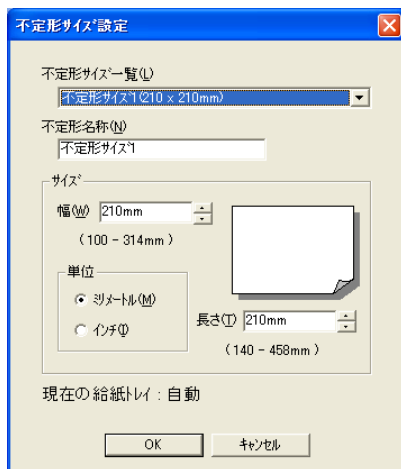 不定形ｻｲｽﾞ設定
不定形ｻｲｽﾞ一覧(L)
不定形ｻｲｽﾞ1(210 x 210mm)
不定形名称(N)
不定形ｻｲｽﾞ1
ｻｲｽﾞ
幅(W) 210mm
(100 - 314mm)
単位
ﾐﾘﾒｰﾄﾙ(M)
ｲﾝﾁ(I)
長さ(T) 210mm
(140 - 458mm)
現在の給紙ﾄﾚｲ : 自動
OK ｷｬﾝｾﾙ